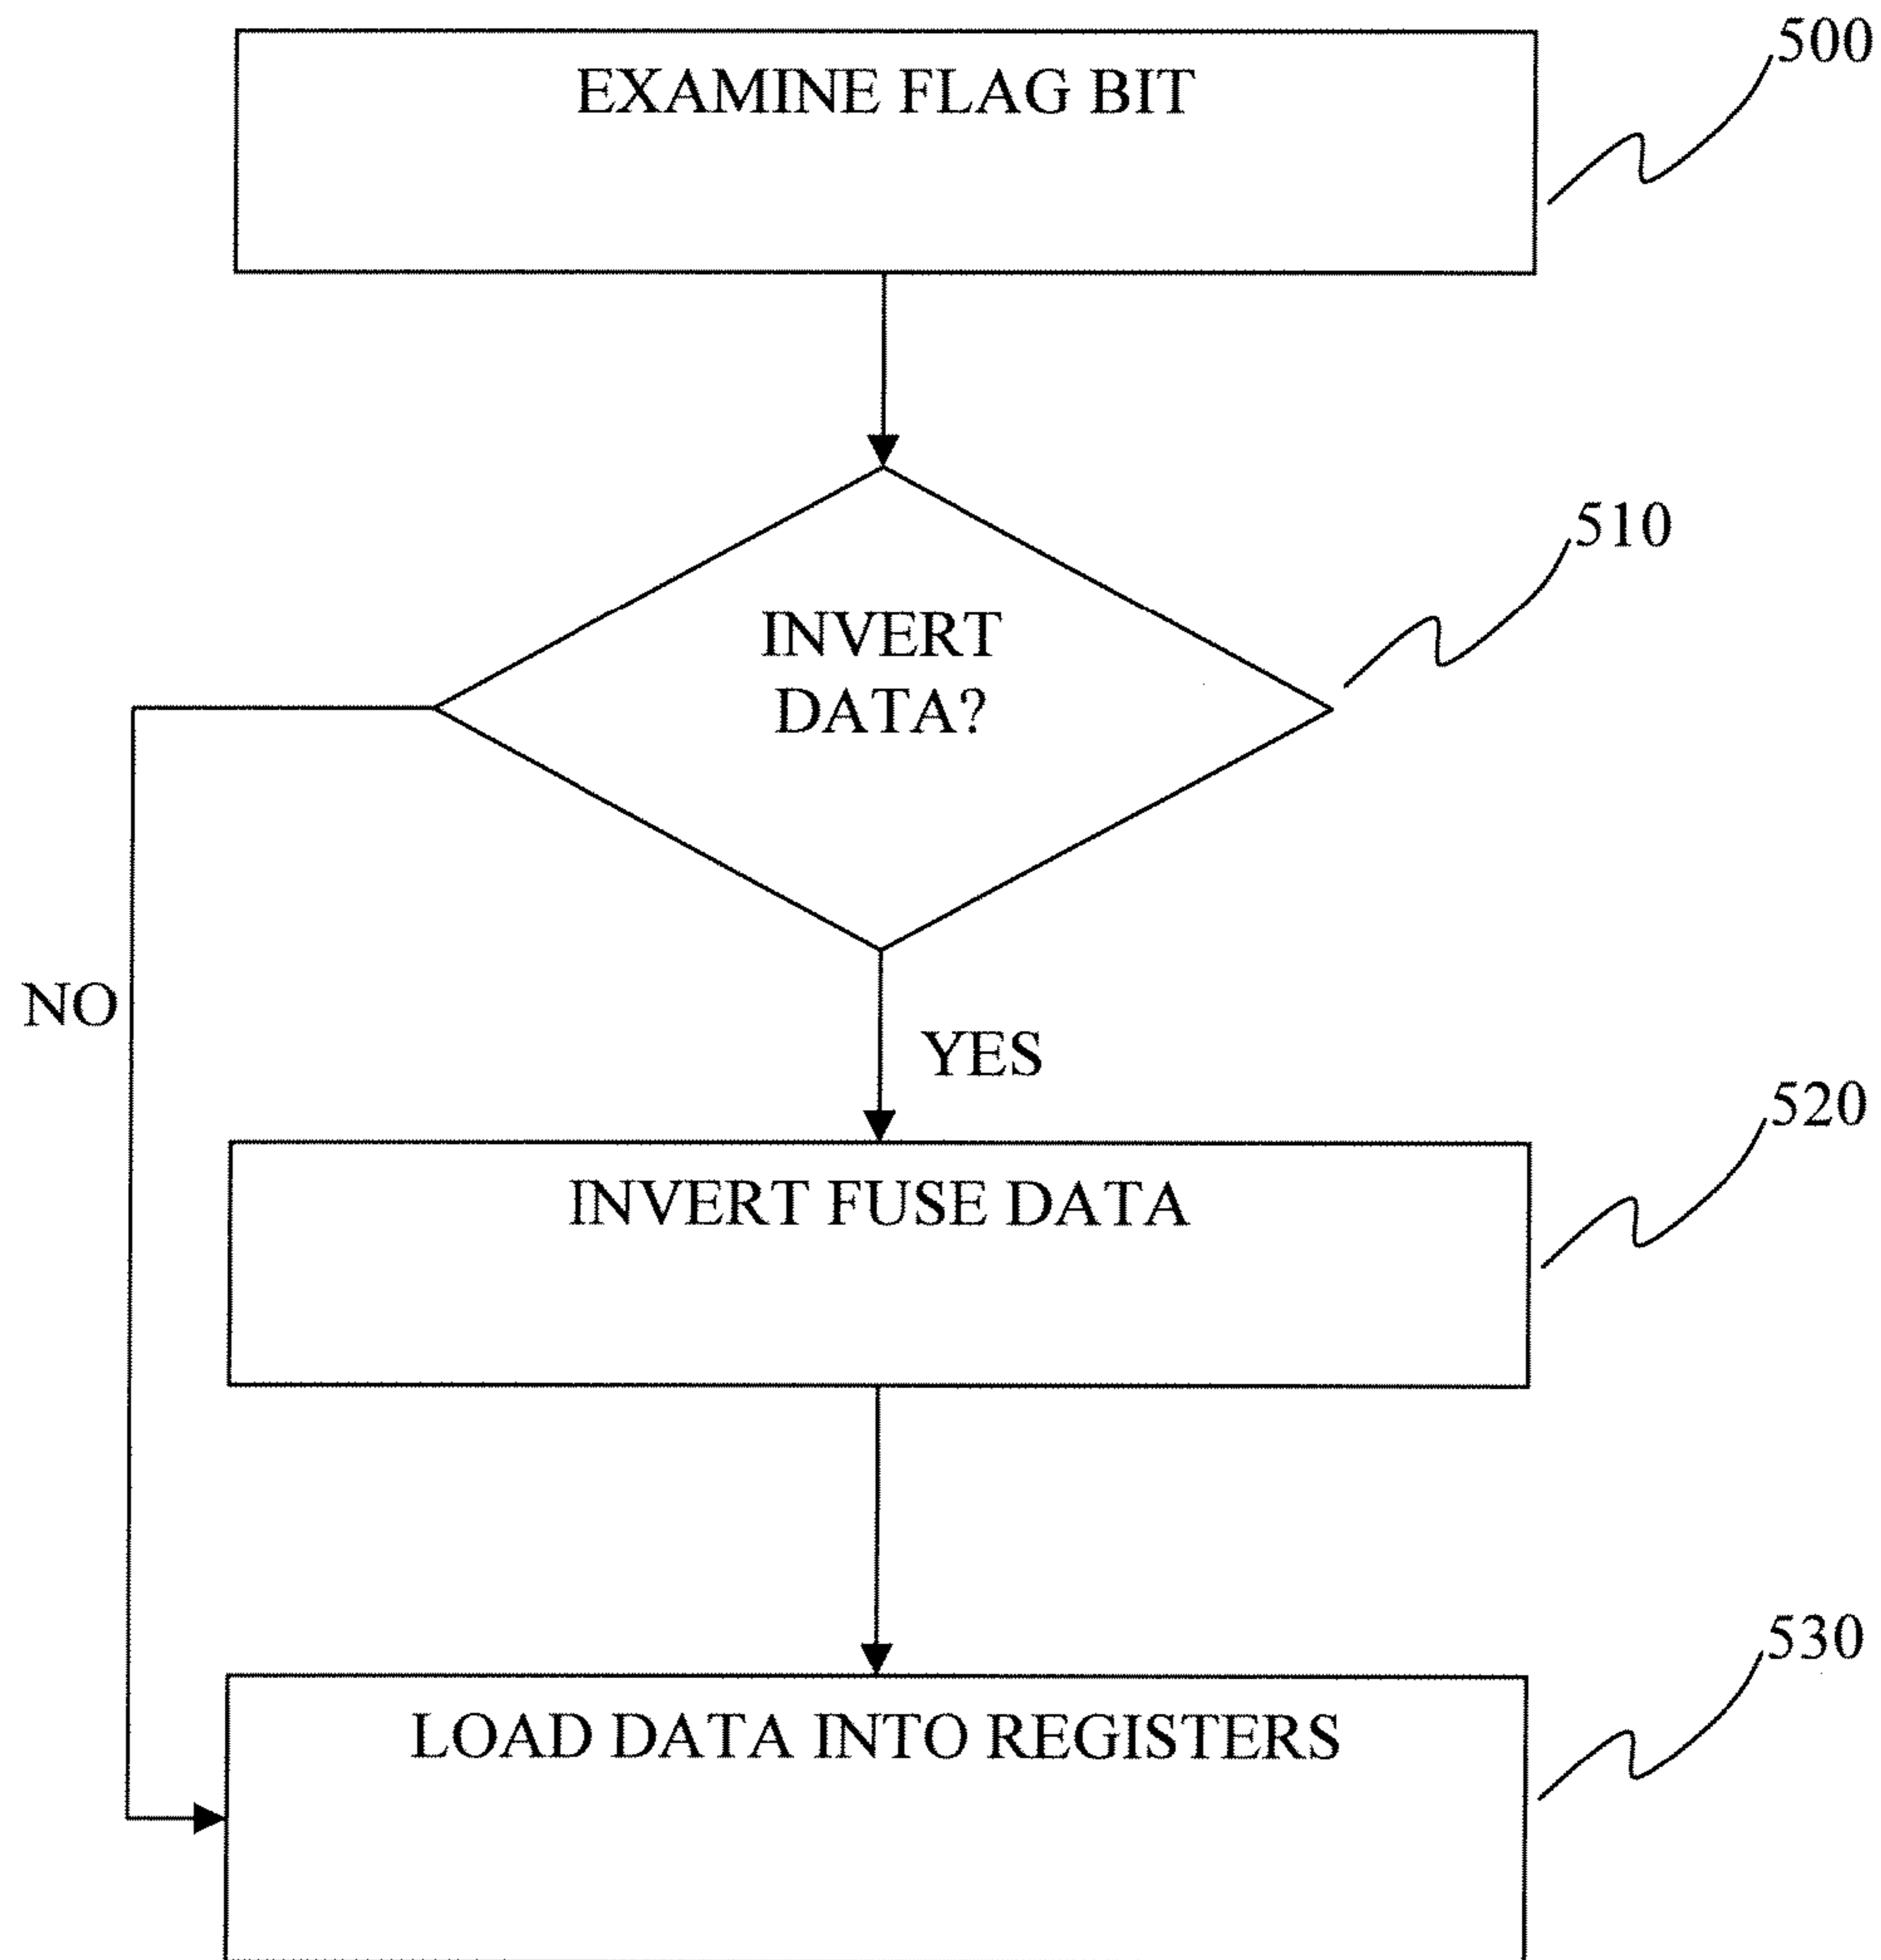 500
EXAMINE FLAG BIT
510
INVERT
DATA?
NO
YES
520
INVERT FUSE DATA
530
LOAD DATA INTO REGISTERS